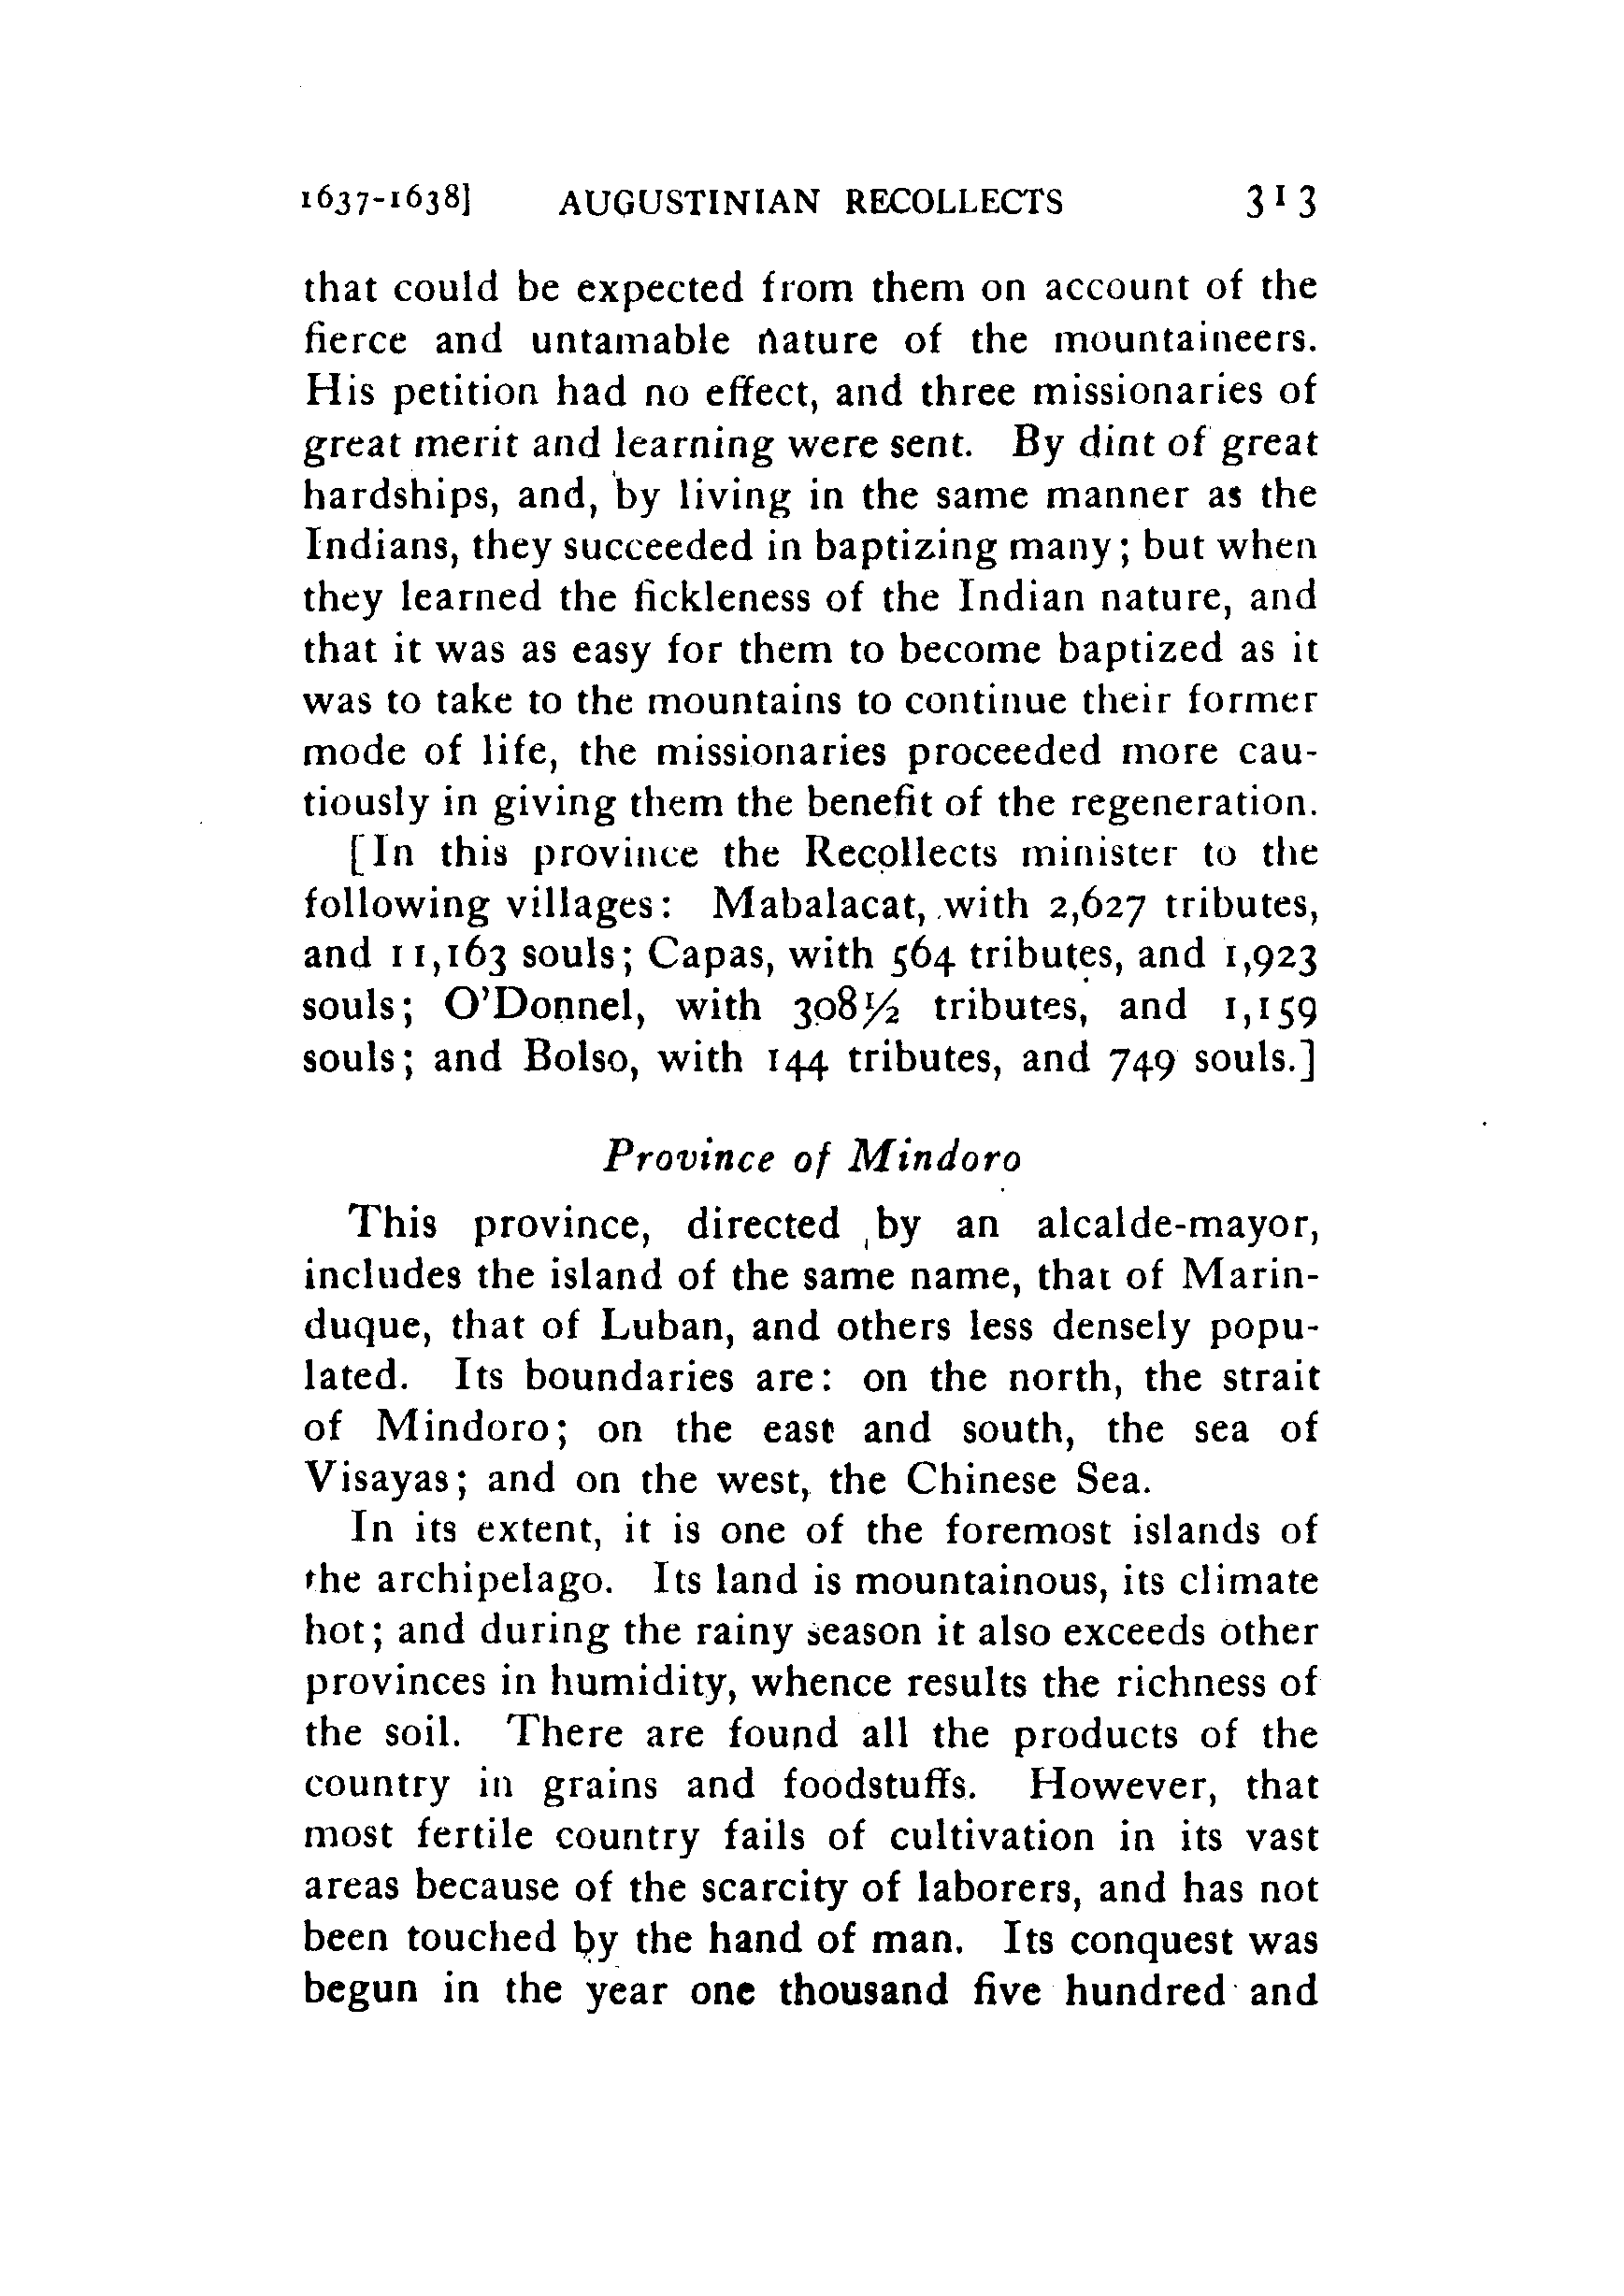 1637-1638] AUGUSTINIAN RECOLLECTS 313
that could be expected from them on account of the
fierce and untamable nature of the mountaineers.
His petition had no effect, and three missionaries of
great merit and learning were sent. By dint of great
hardships, and, by living in the same manner as the
Indians, they succeeded in baptizing many; but when
they learned the fickleness of the Indian nature, and
that it was as easy for them to become baptized as it
was to take to the mountains to continue their former
mode of life, the missionaries proceeded more cau-
tiously in giving them the benefit of the regeneration.
[In this province the Recollects minister to the
following villages: Mabalacat, with 2,627 tributes,
and 11,163 souls; Capas, with 564 tributes, and 1,923
souls; O'Donnel, with 308½ tributes, and 1,159
souls; and Bolso, with 144 tributes, and 749 souls.]
Province of Mindoro
This province, directed by an alcalde-mayor,
includes the island of the same name, that of Marin-
duque, that of Luban, and others less densely popu-
lated. Its boundaries are: on the north, the strait
of Mindoro; on the east and south, the sea of
Visayas; and on the west, the Chinese Sea.
In its extent, it is one of the foremost islands of
the archipelago. Its land is mountainous, its climate
hot; and during the rainy season it also exceeds other
provinces in humidity, whence results the richness of
the soil. There are found all the products of the
country in grains and foodstuffs. However, that
most fertile country fails of cultivation in its vast
areas because of the scarcity of laborers, and has not
been touched by the hand of man. Its conquest was
begun in the year one thousand five hundred and